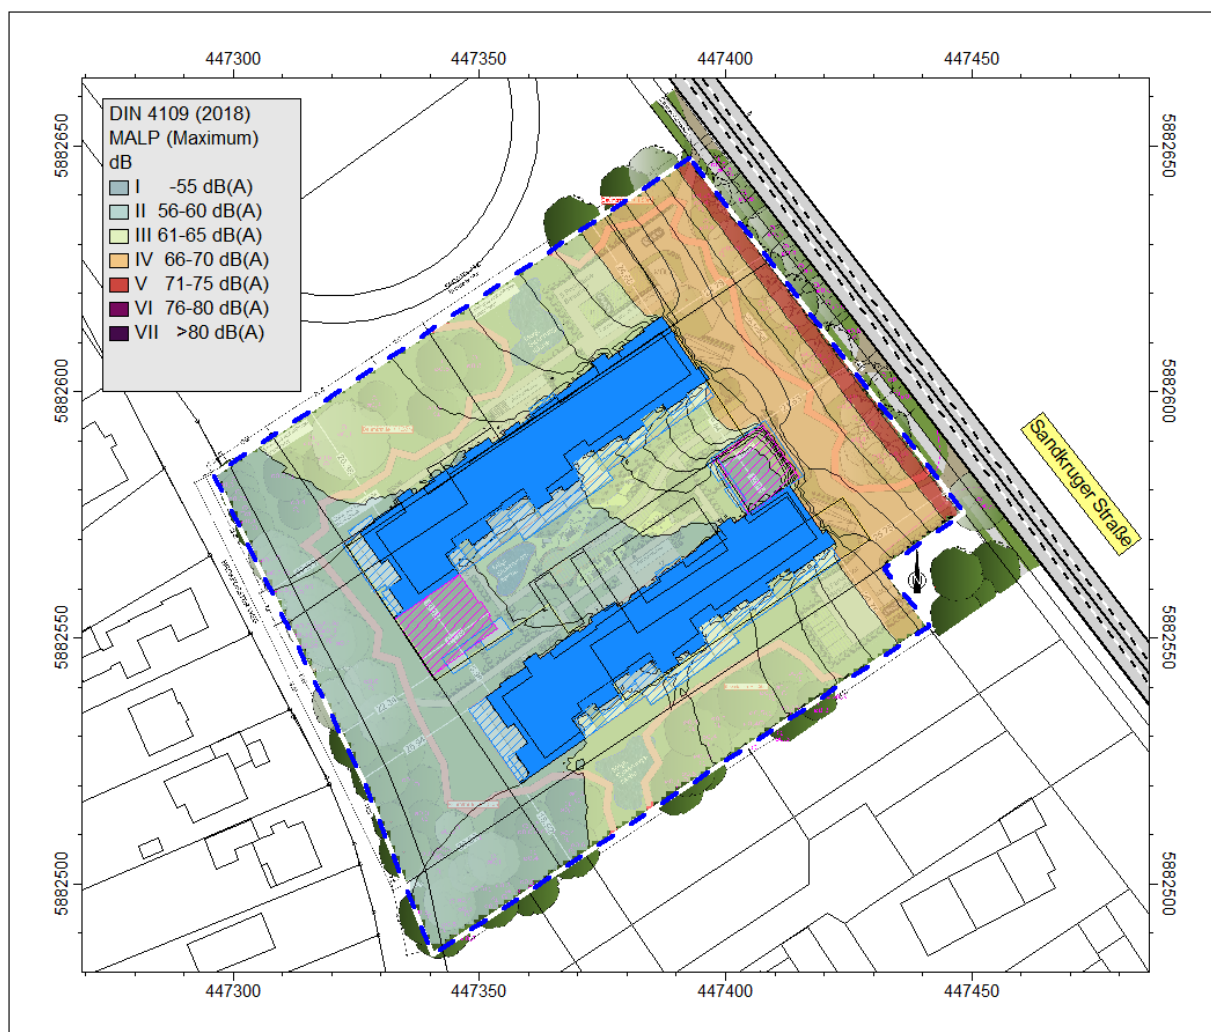 447300 447350 447400 447450
DIN 4109 (2018)
MALP (Maximum)
dB
I -55 dB(A)
II 56-60 dB(A)
III 61-65 dB(A)
IV 66-70 dB(A)
V 71-75 dB(A)
VI 76-80 dB(A)
VII >80 dB(A)
5882650
5882650
5882600
5882600
Sandkruger Straße
N
5882550
5882550
5882500
5882500
447300 447350 447400 447450